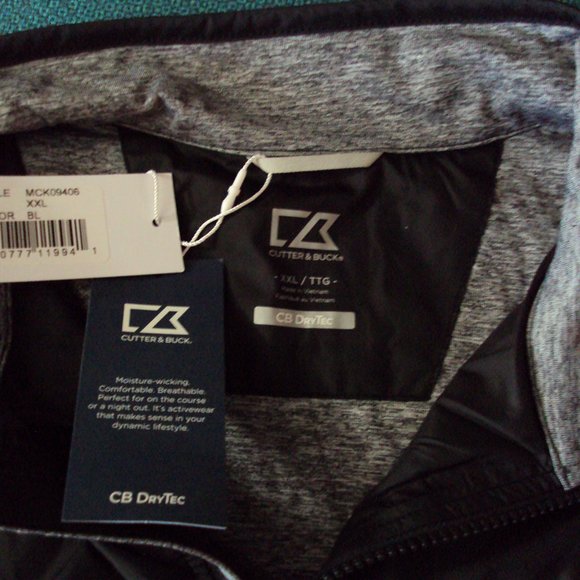 LE MCK09406
XXL
OR BL
0777 11994 1
CUTTER & BUCK®
- XXL / TTG -
Made in Vietnam
Fabriqué au Vietnam
CB DRYTEC
CUTTER & BUCK®
Moisture-wicking.
Comfortable. Breathable.
Perfect for on the course
or a night out. It's activewear
that makes sense in your
dynamic lifestyle.
CB DRYTEC